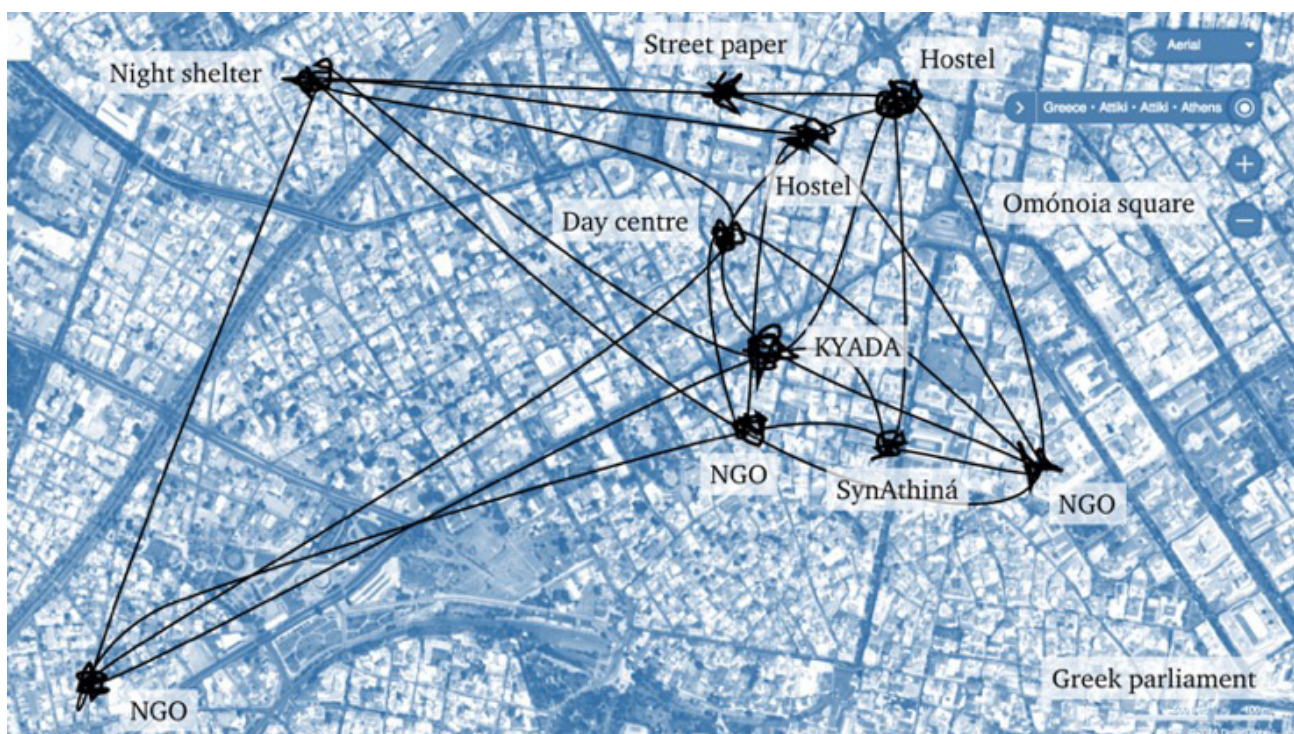 Street paper
Hostel
Aerial
Night shelter
Greece • Attiki • Attiki • Athens
Hostel
Omónoia square
Day centre
KYADA
NGO
SynAthiná
NGO
Greek parliament
NGO